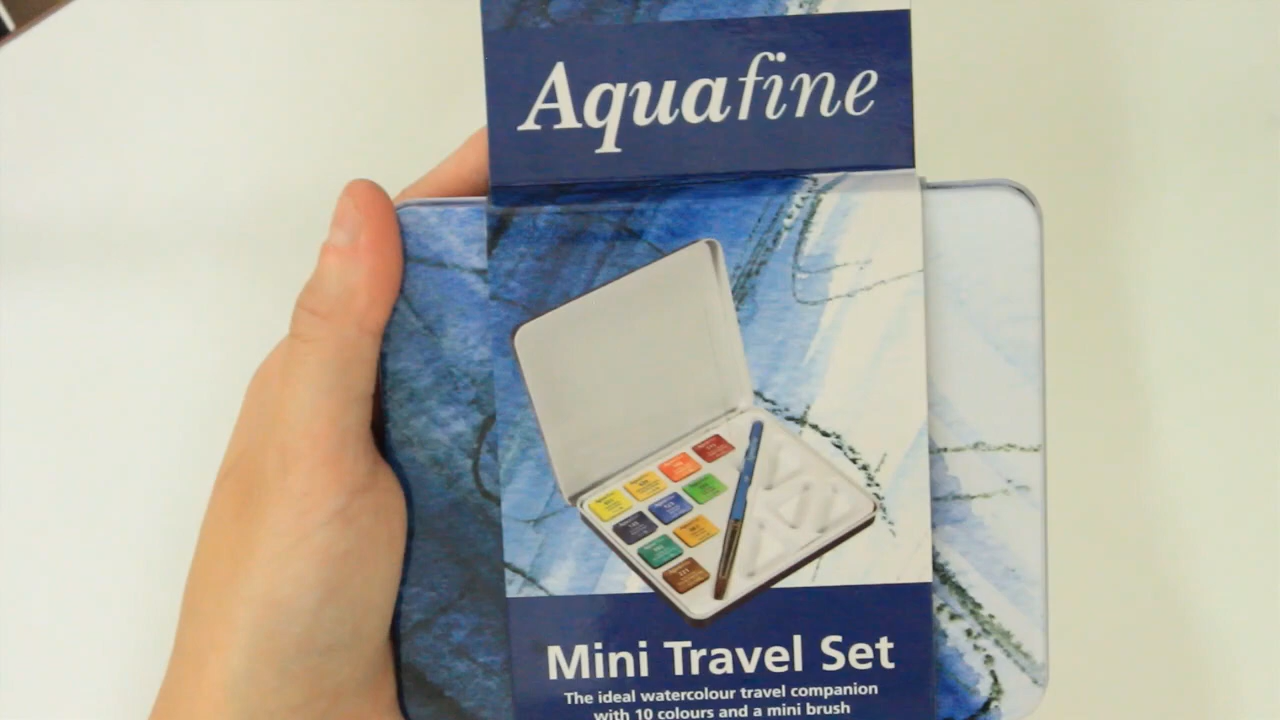 Aquafine
Mini Travel Set
The ideal watercolour travel companion
with 10 colours and a mini brush